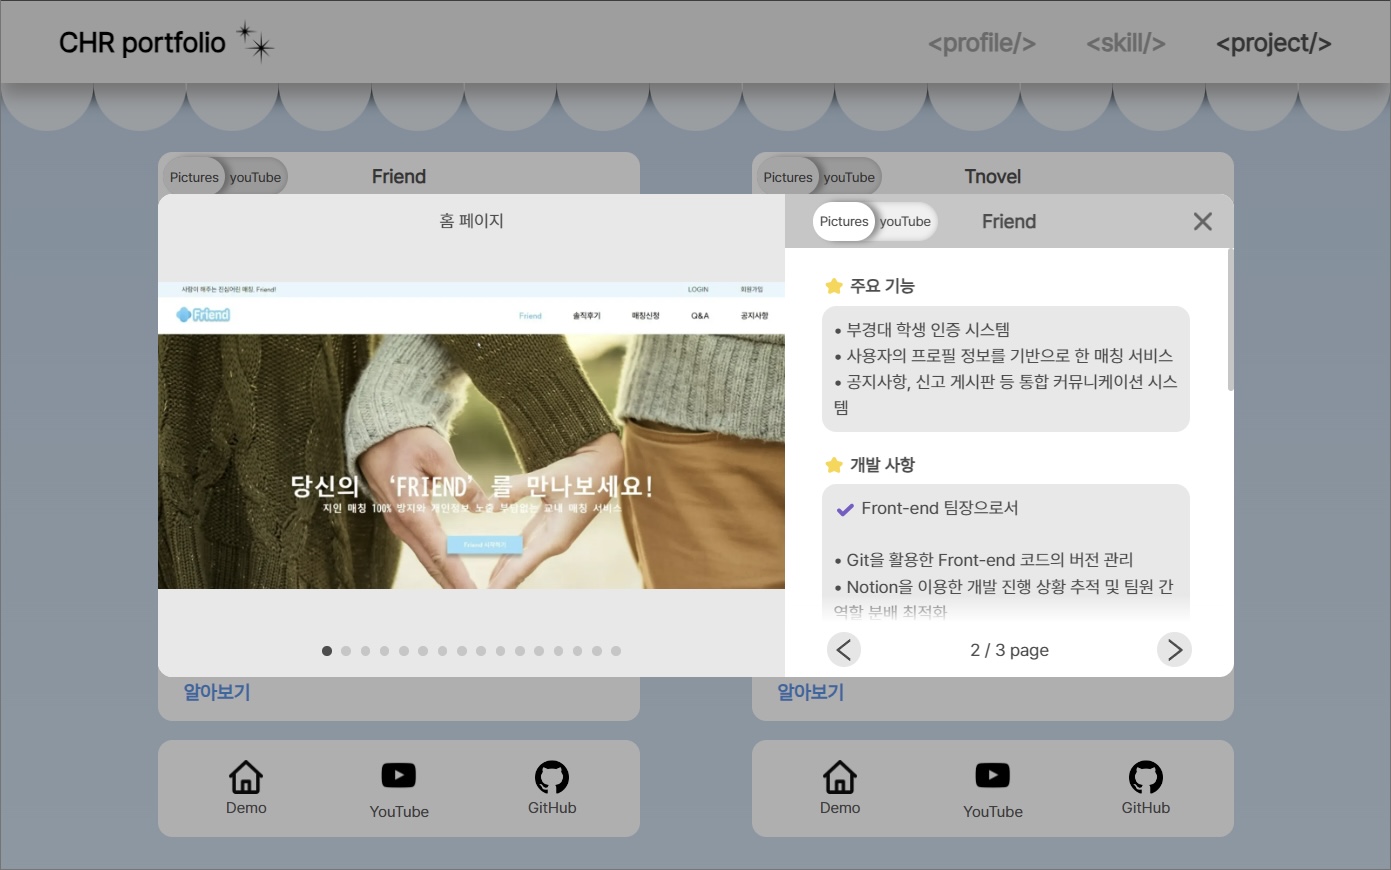 CHR portfolio
<profile/>
<skill/>
<project/>
Pictures youTube
Friend
Pictures youTube
Tnovel
홈 페이지
사람이 해주는 진심어린 매칭, Friend!
LOGIN
회원가입
Friend
Friend
솔직후기
매칭신청
Q&A
공지사항
당신의 ‘FRIEND’를 만나보세요!
지인 매칭 100% 방지와 개인정보 노출 부담없는 교내 매칭 서비스
Friend 시작하기
Pictures youTube
Friend
주요 기능
• 부경대 학생 인증 시스템
• 사용자의 프로필 정보를 기반으로 한 매칭 서비스
• 공지사항, 신고 게시판 등 통합 커뮤니케이션 시스
템
개발 사항
Front-end 팀장으로서
• Git을 활용한 Front-end 코드의 버전 관리
• Notion을 이용한 개발 진행 상황 추적 및 팀원 간
역할 분배 최적화
2 / 3 page
알아보기
알아보기
Demo
YouTube
GitHub
Demo
YouTube
GitHub